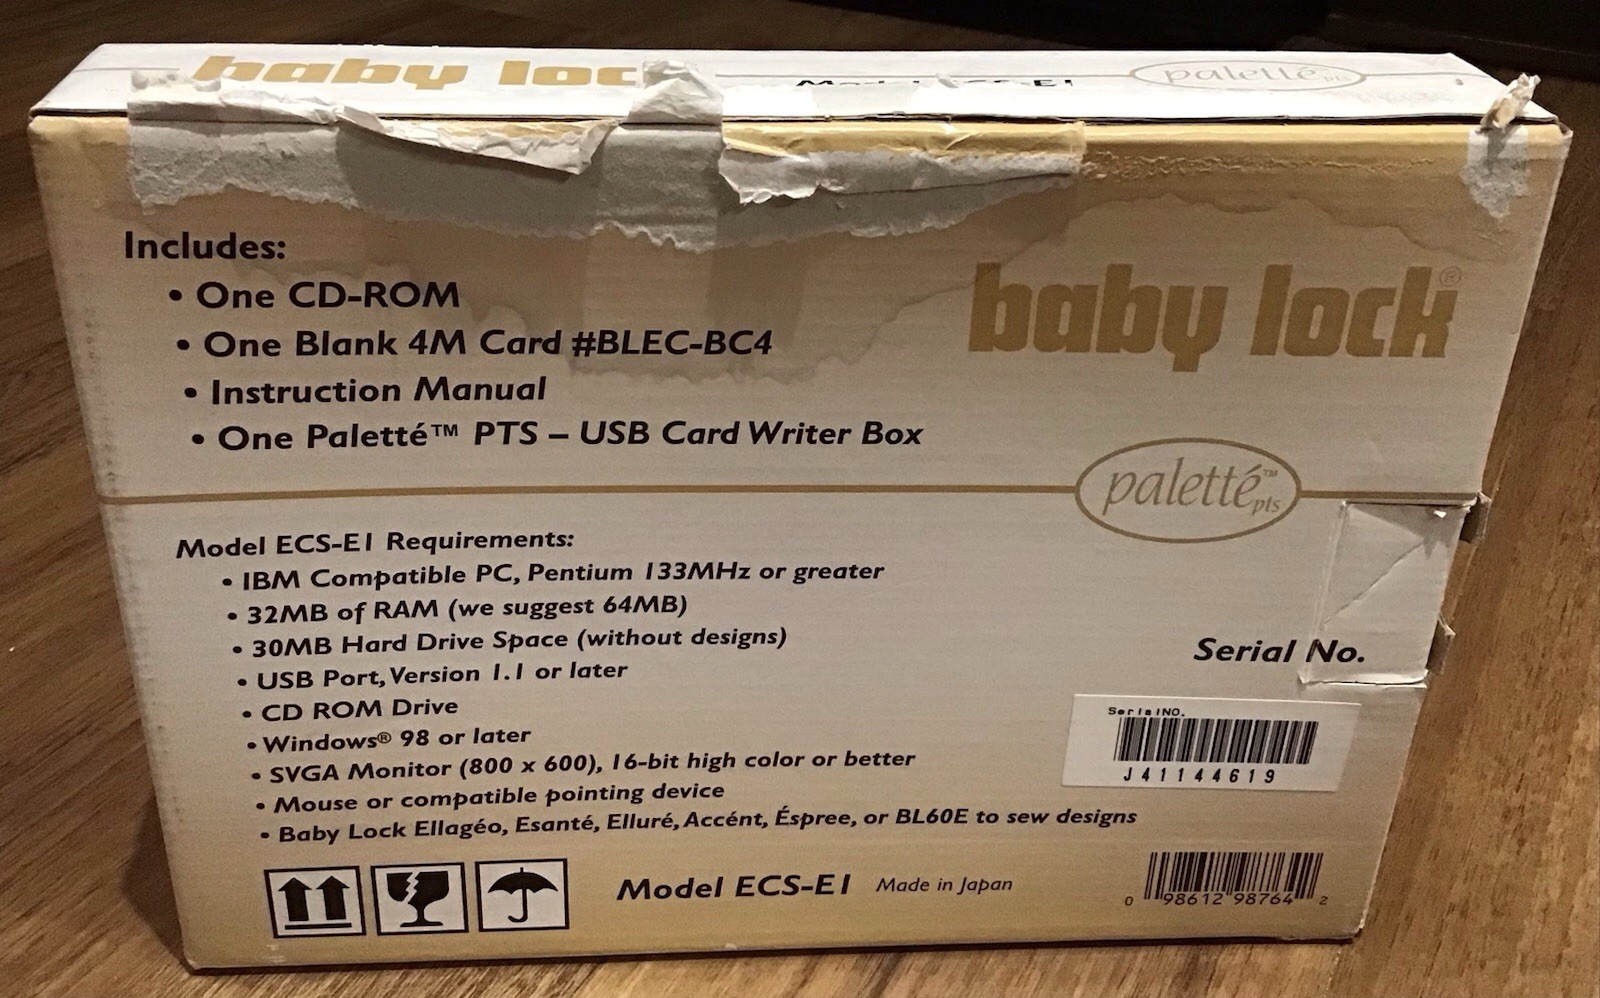 baby loc
paletté pts
Includes:
• One CD-ROM
• One Blank 4M Card #BLEC-BC4
• Instruction Manual
• One Paletté™ PTS – USB Card Writer Box
baby lock®
paletté™ pts
Model ECS-E1 Requirements:
• IBM Compatible PC, Pentium 133MHz or greater
• 32MB of RAM (we suggest 64MB)
• 30MB Hard Drive Space (without designs)
• USB Port, Version 1.1 or later
• CD ROM Drive
• Windows® 98 or later
• SVGA Monitor (800 x 600), 16-bit high color or better
• Mouse or compatible pointing device
• Baby Lock Ellagéo, Esanté, Elluré, Accént, Éspree, or BL60E to sew designs
Serial No.
SerialNO.
J41144619
Model ECS-E1 Made in Japan
0 98612 98764 2